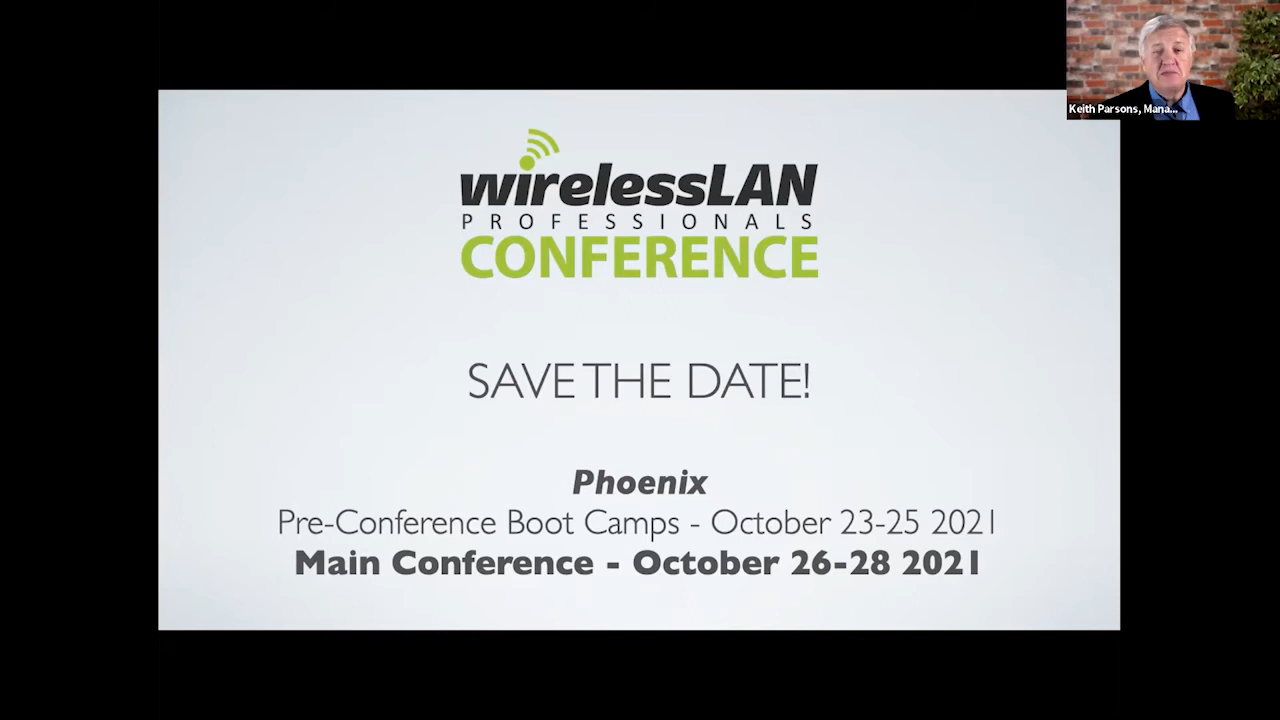 Keith Parsons, Mana...
wirelessLAN
PROFESSIONALS
CONFERENCE
SAVE THE DATE!
Phoenix
Pre-Conference Boot Camps - October 23-25 2021
Main Conference - October 26-28 2021